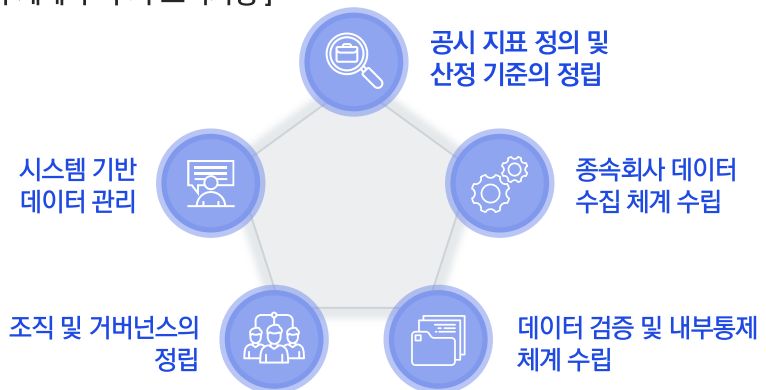 공시 지표 정의 및
산정 기준의 정립
시스템 기반
데이터 관리
종속회사 데이터
수집 체계 수립
조직 및 거버넌스의
정립
데이터 검증 및 내부통제
체계 수립